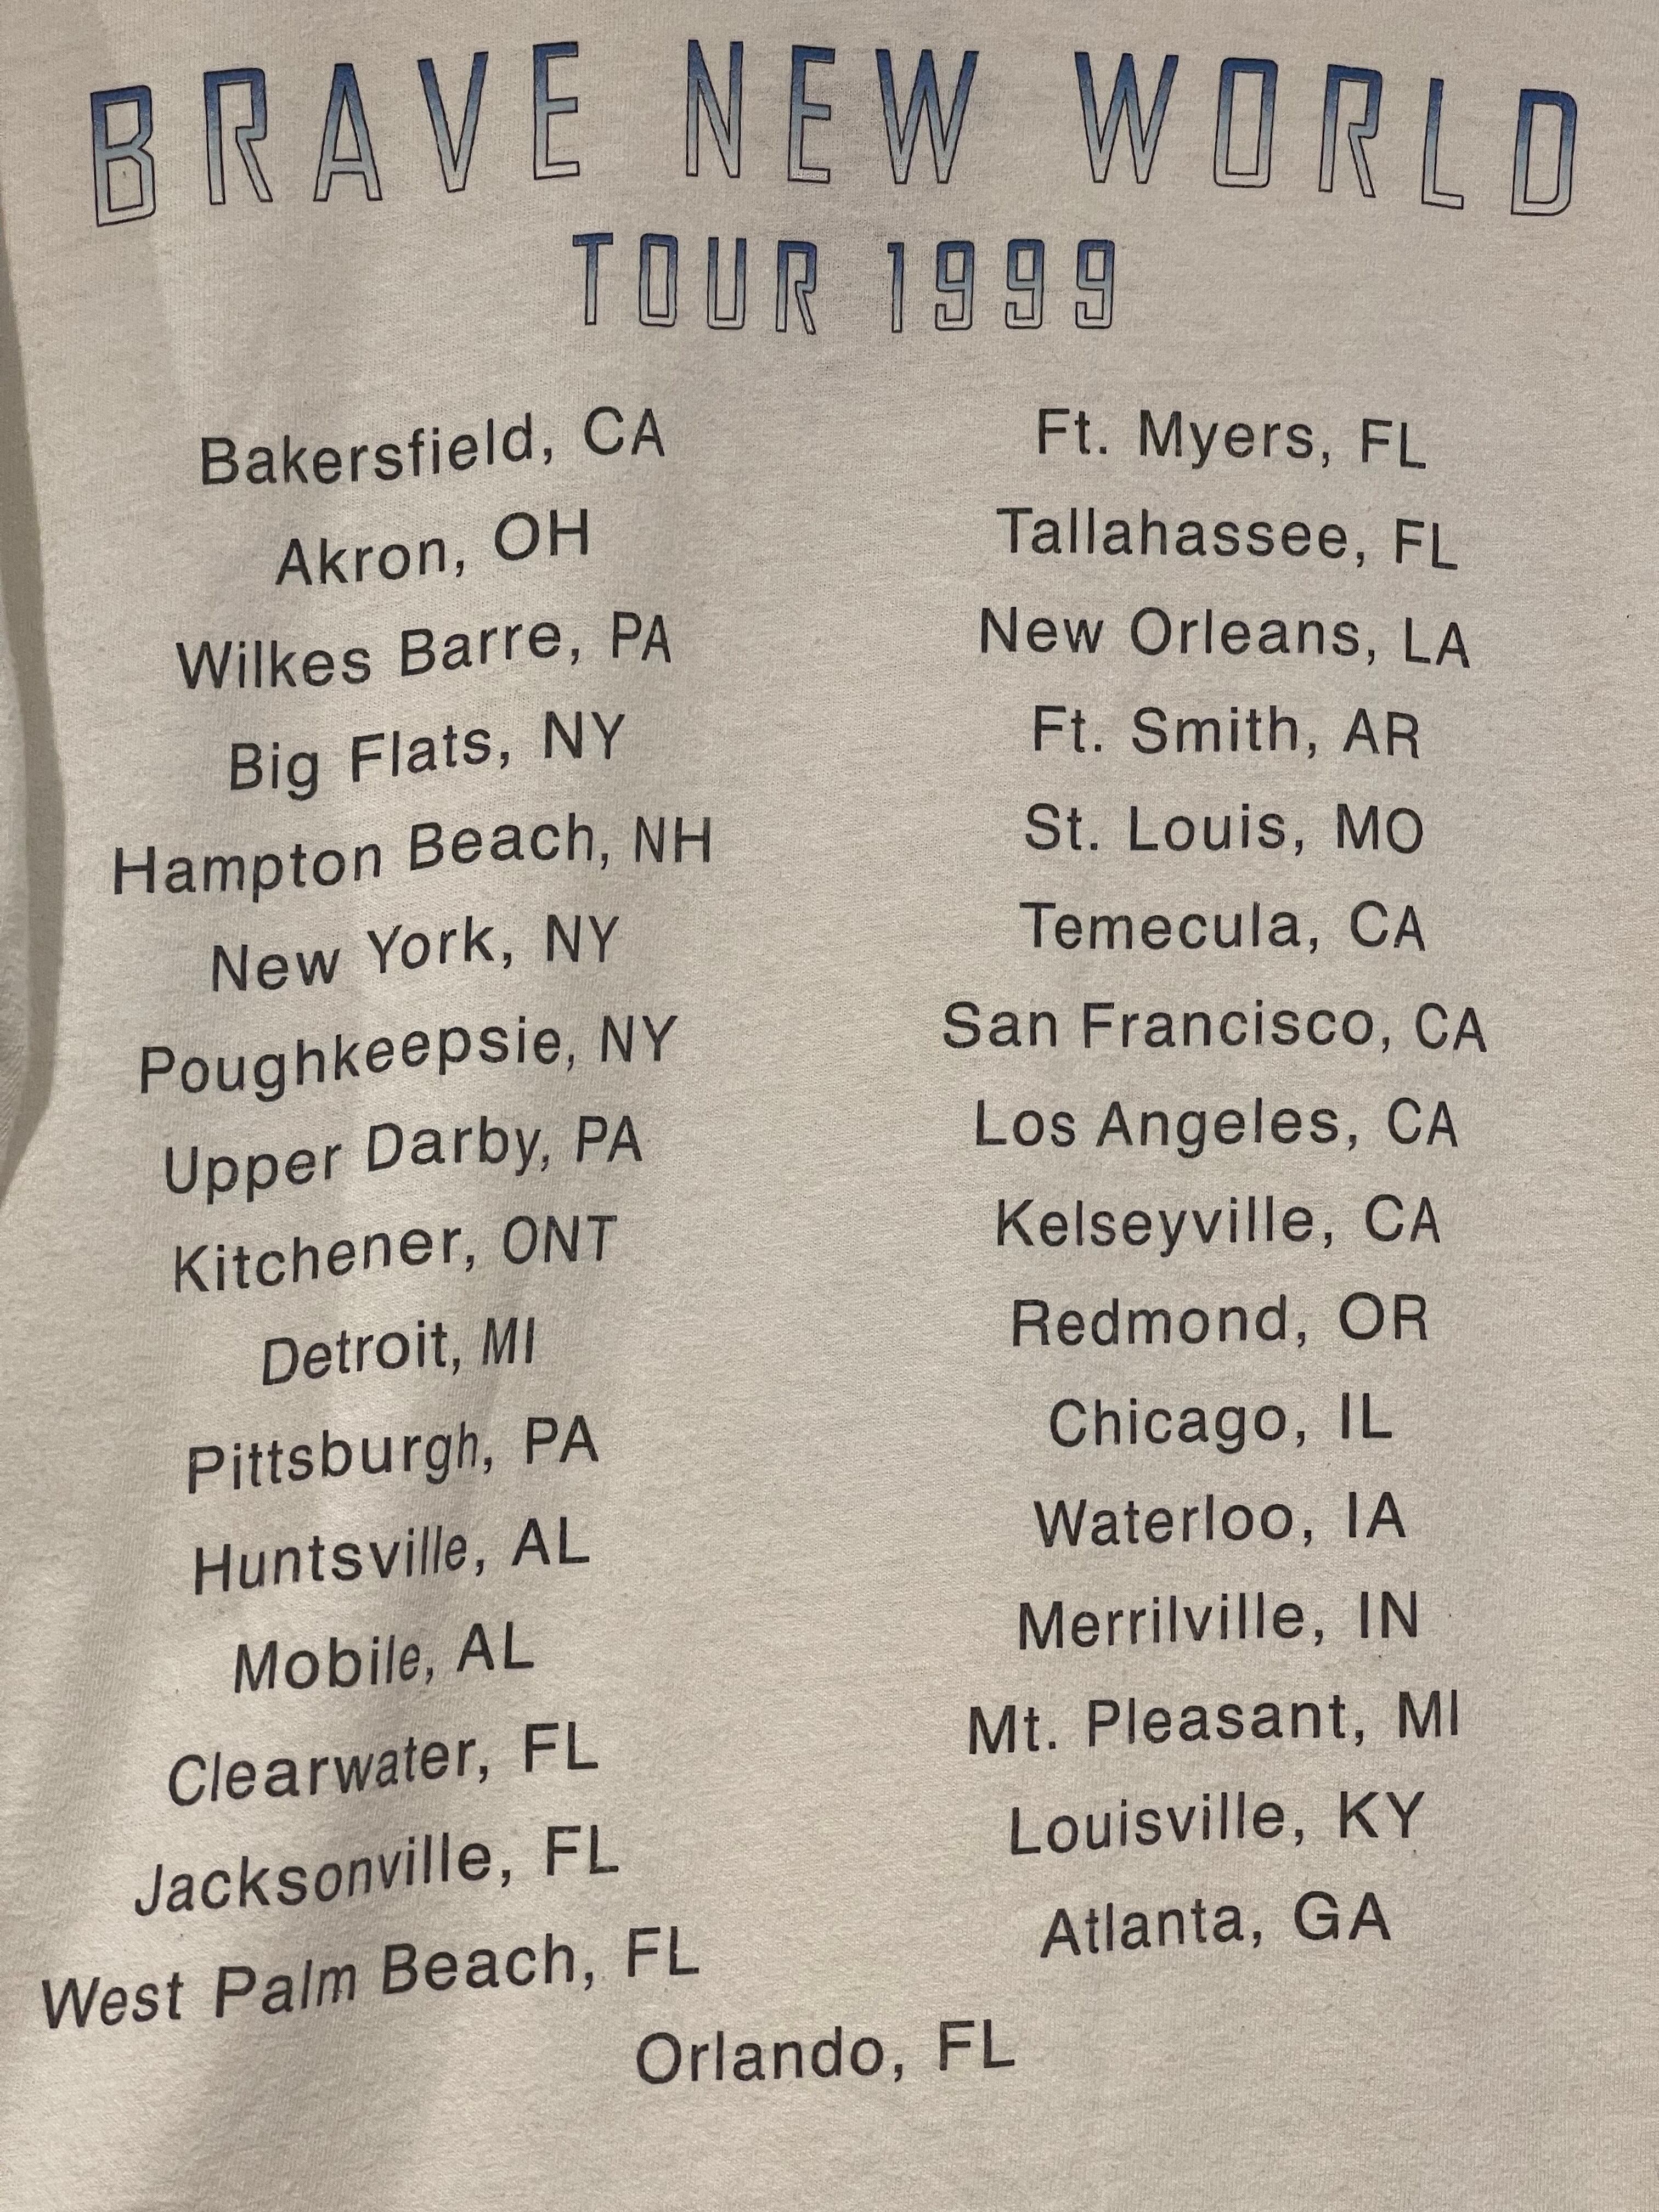 BRAVE NEW WORLD
TOUR 1999
Bakersfield, CA
Akron, OH
Wilkes Barre, PA
Big Flats, NY
Hampton Beach, NH
New York, NY
Poughkeepsie, NY
Upper Darby, PA
Kitchener, ONT
Detroit, MI
Pittsburgh, PA
Huntsville, AL
Mobile, AL
Clearwater, FL
Jacksonville, FL
West Palm Beach, FL
Ft. Myers, FL
Tallahassee, FL
New Orleans, LA
Ft. Smith, AR
St. Louis, MO
Temecula, CA
San Francisco, CA
Los Angeles, CA
Kelseyville, CA
Redmond, OR
Chicago, IL
Waterloo, IA
Merrilville, IN
Mt. Pleasant, MI
Louisville, KY
Atlanta, GA
Orlando, FL